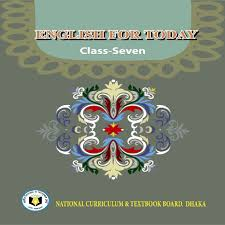 ENGLISH FOR TODAY
Class-Seven
NATIONAL CURRICULUM & TEXTBOOK BOARD, DHAKA